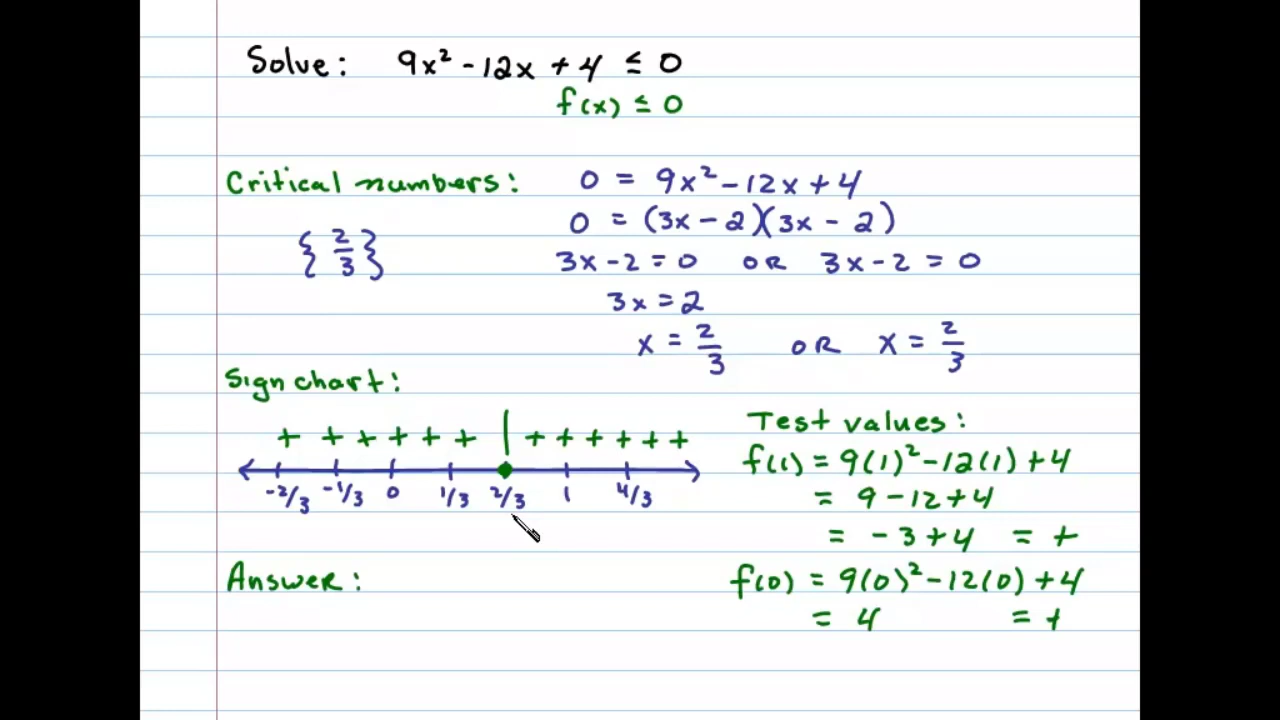 Solve: 9x² - 12x + 4 ≤ 0
f(x) ≤ 0
Critical numbers: 0 = 9x² - 12x + 4
0 = (3x - 2)(3x - 2)
{2/3} 3x - 2 = 0 OR 3x - 2 = 0
3x = 2
x = 2/3 OR x = 2/3
Sign chart:
+ + + + + + | + + + + + +
-2/3 -1/3 0 1/3 2/3 1 4/3
Test values:
f(1) = 9(1)² - 12(1) + 4
= 9 - 12 + 4
= - 3 + 4 = +
Answer:
f(0) = 9(0)² - 12(0) + 4
= 4 = +